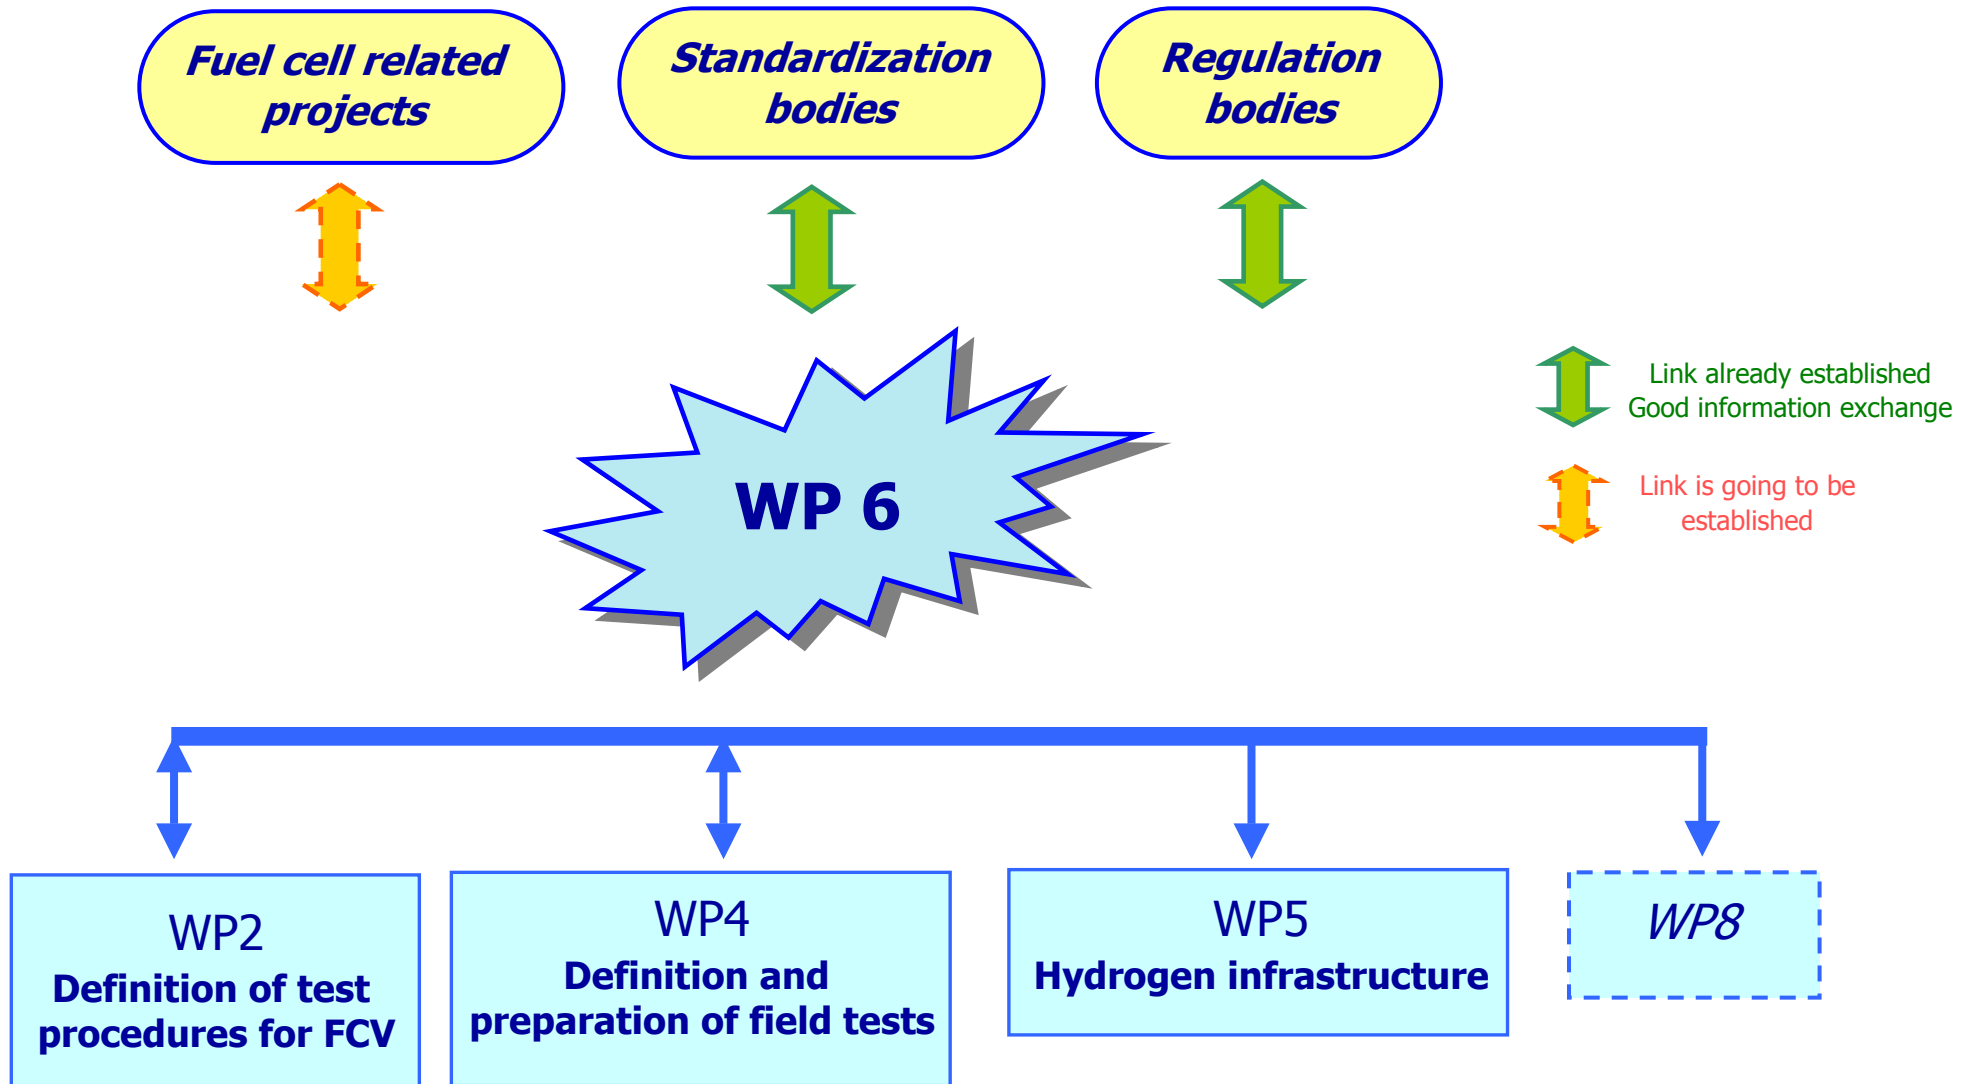 Fuel cell related
projects
Standardization
bodies
Regulation
bodies
Link already established
Good information exchange
Link is going to be
established
WP 6
WP2
Definition of test
procedures for FCV
WP4
Definition and
preparation of field tests
WP5
Hydrogen infrastructure
WP8